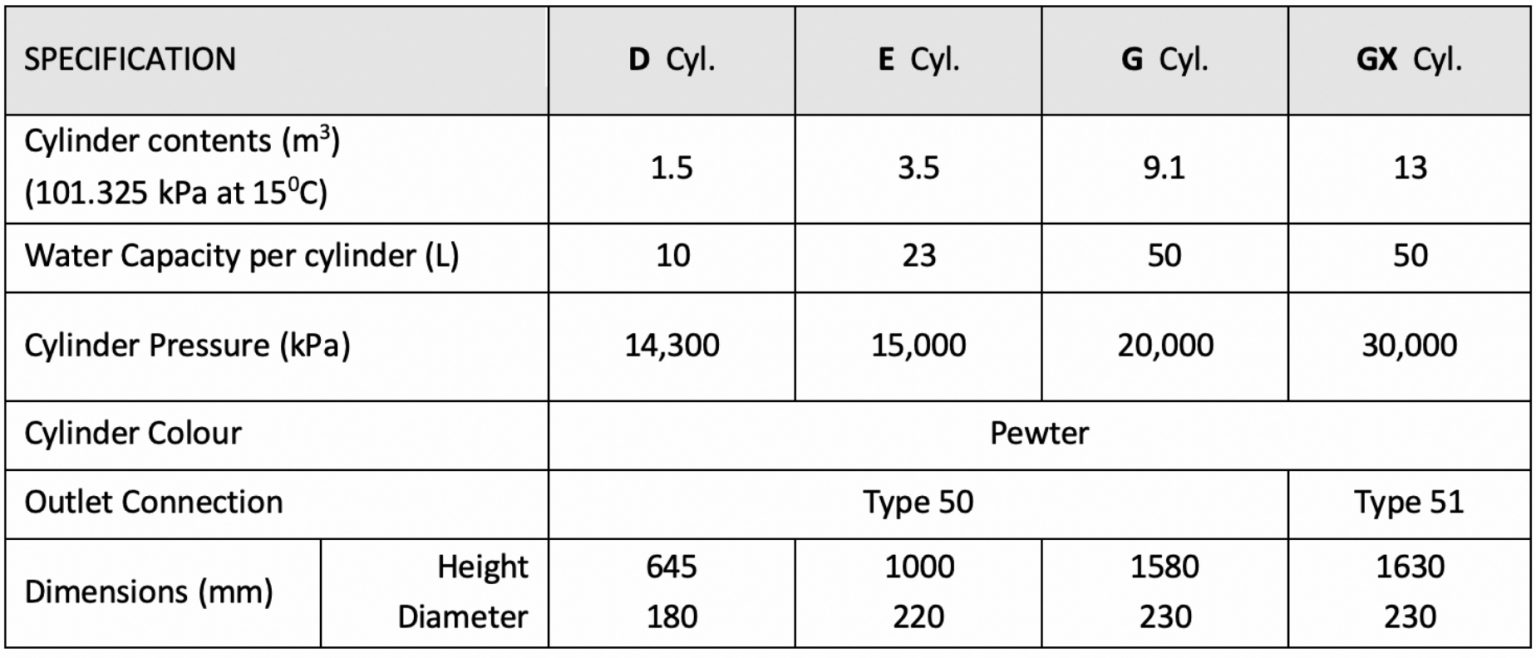 SPECIFICATION D Cyl. E Cyl. G Cyl. GX Cyl.
Cylinder contents (m³)
(101.325 kPa at 15⁰C) 1.5 3.5 9.1 13
Water Capacity per cylinder (L) 10 23 50 50
Cylinder Pressure (kPa) 14,300 15,000 20,000 30,000
Cylinder Colour Pewter
Outlet Connection Type 50 Type 51
Dimensions (mm) Height 645 1000 1580 1630
Diameter 180 220 230 230